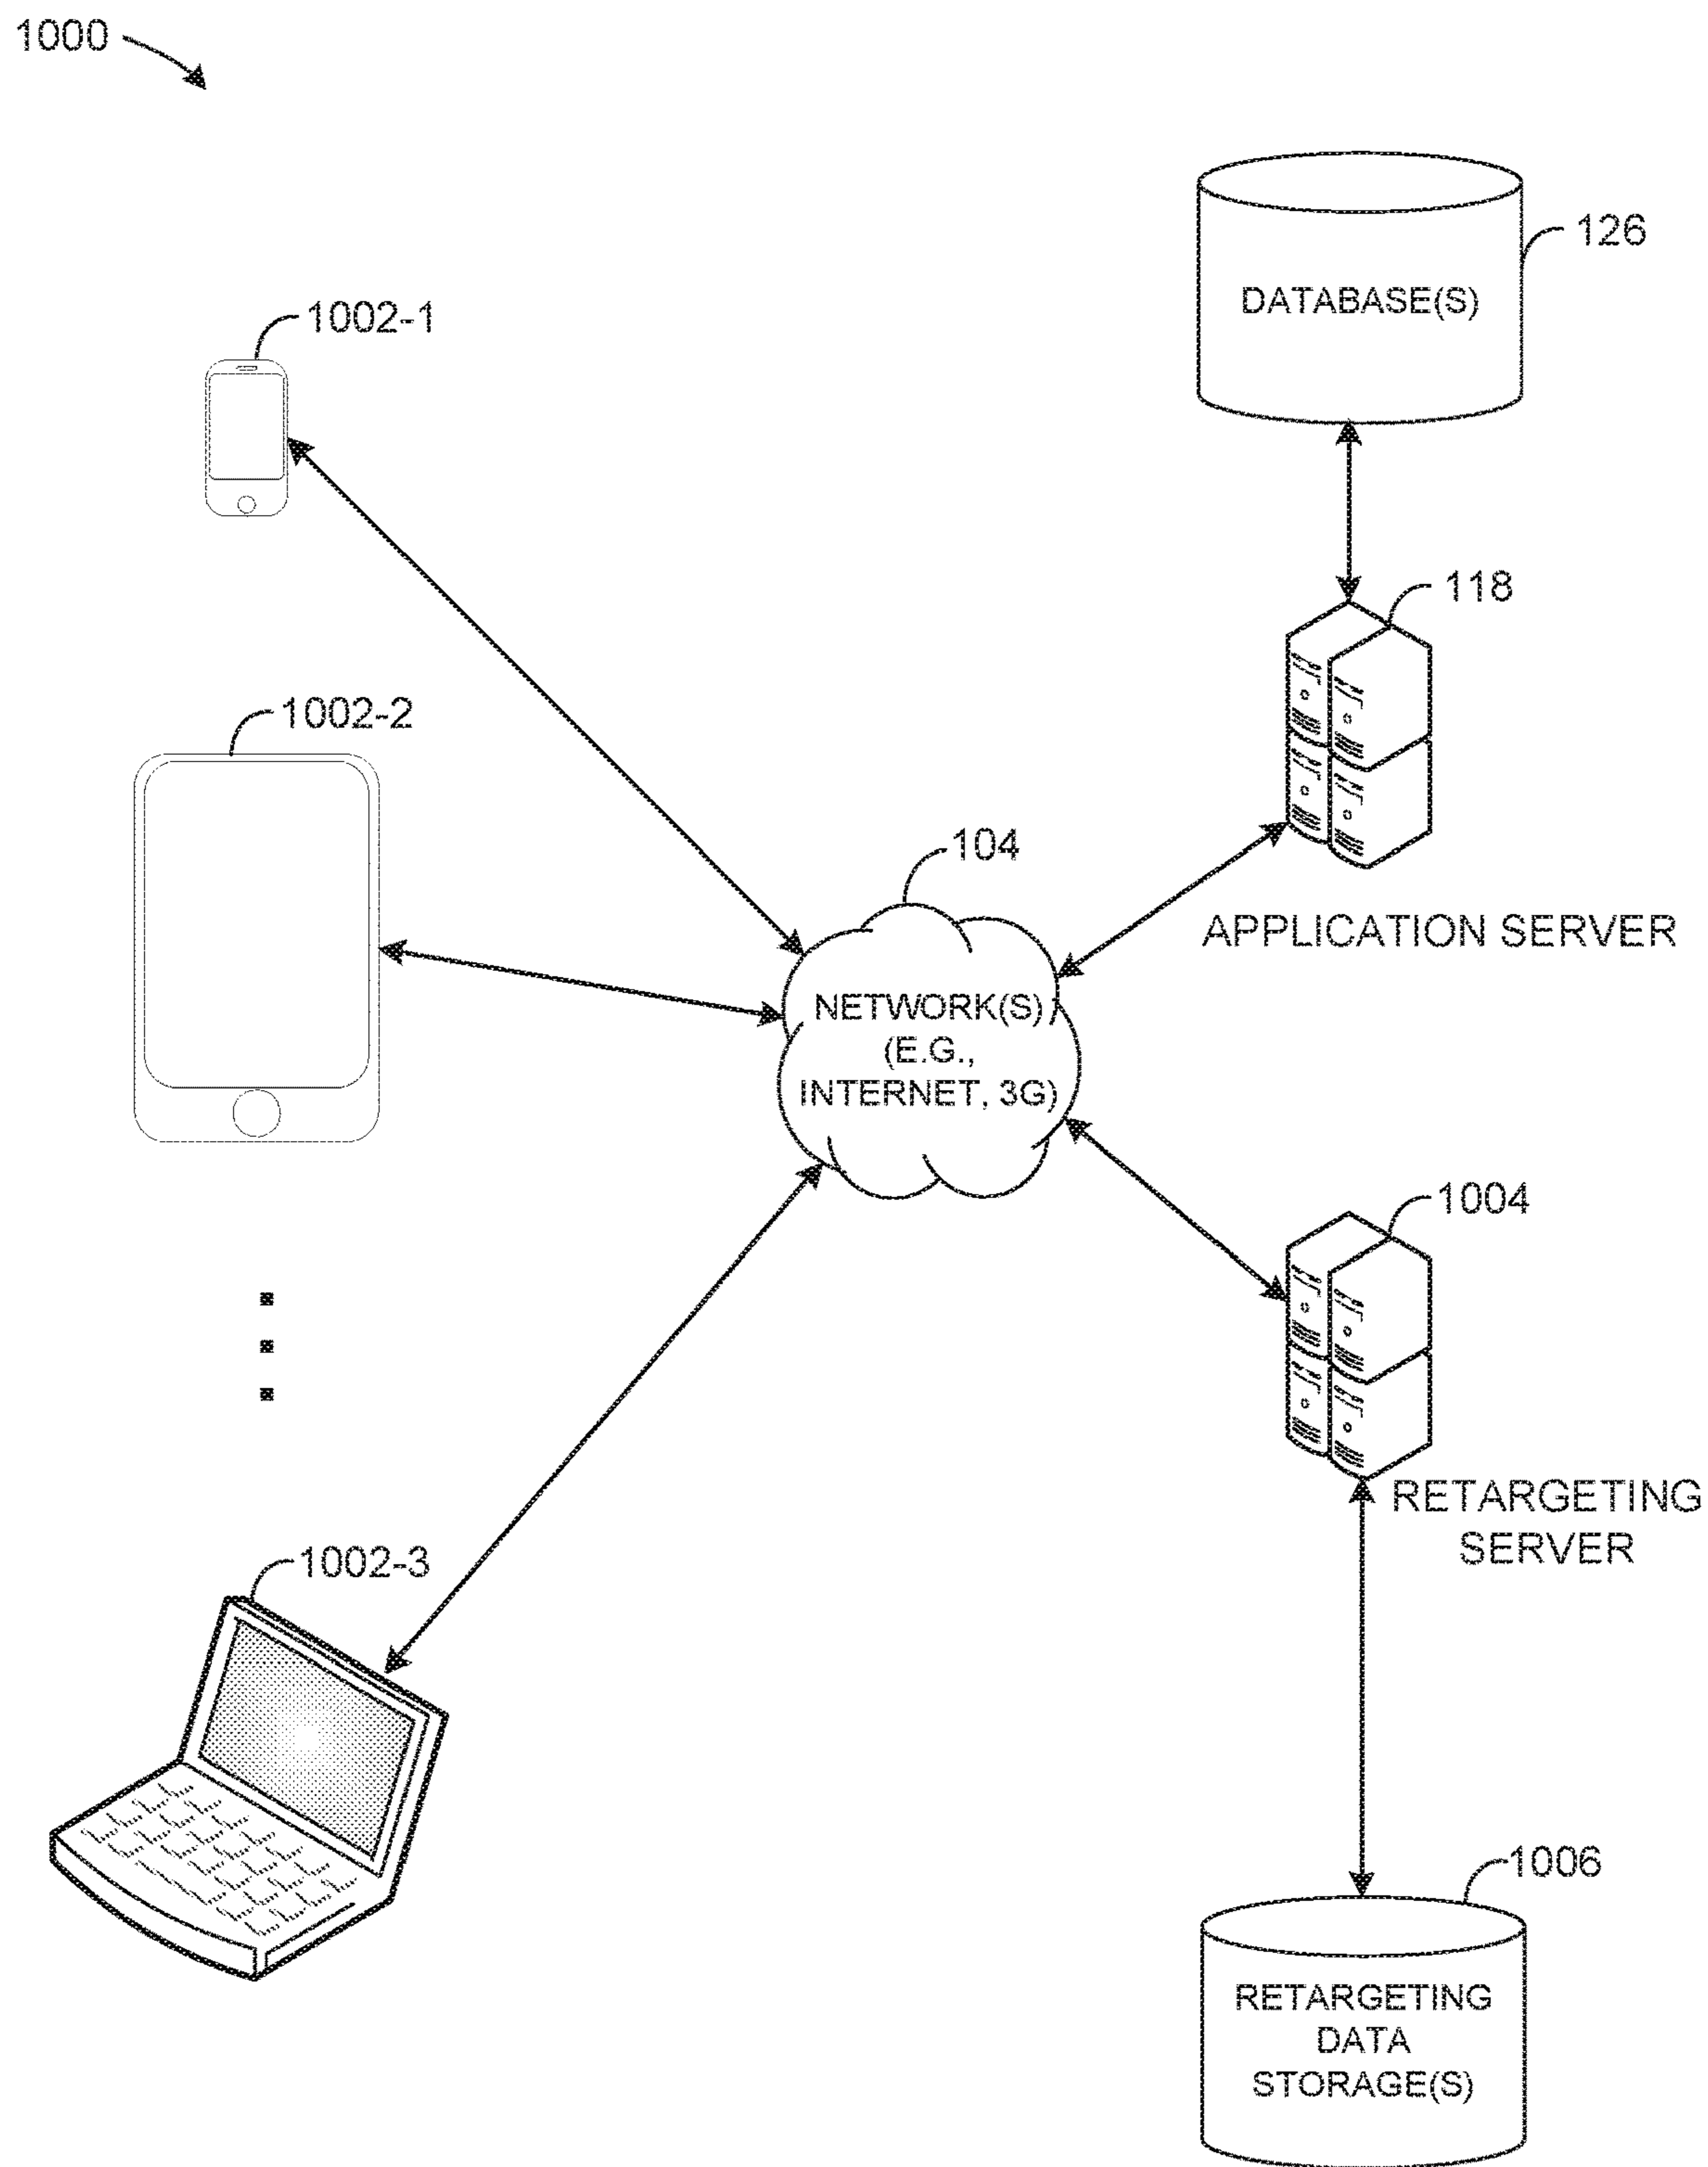 1000
126
DATABASE(S)
1002-1
118
1002-2
104
APPLICATION SERVER
NETWORK(S)
(E.G.,
INTERNET, 3G)
1004
RETARGETING
SERVER
1002-3
1006
RETARGETING
DATA
STORAGE(S)